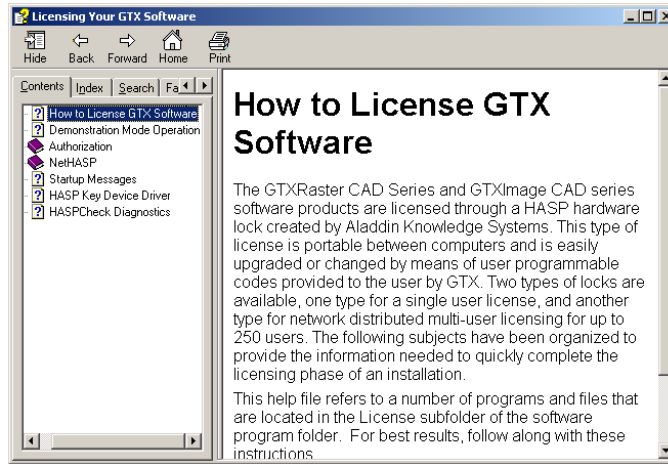 Licensing Your GTX Software
Hide Back Forward Home Print
Contents Index Search Fa
How to License GTX Software
Demonstration Mode Operation
Authorization
NetHASP
Startup Messages
HASP Key Device Driver
HASPCheck Diagnostics
How to License GTX
Software
The GTXRaster CAD Series and GTXImage CAD series
software products are licensed through a HASP hardware
lock created by Aladdin Knowledge Systems. This type of
license is portable between computers and is easily
upgraded or changed by means of user programmable
codes provided to the user by GTX. Two types of locks are
available, one type for a single user license, and another
type for network distributed multi-user licensing for up to
250 users. The following subjects have been organized to
provide the information needed to quickly complete the
licensing phase of an installation.
This help file refers to a number of programs and files that
are located in the License subfolder of the software
program folder. For best results, follow along with these
instructions